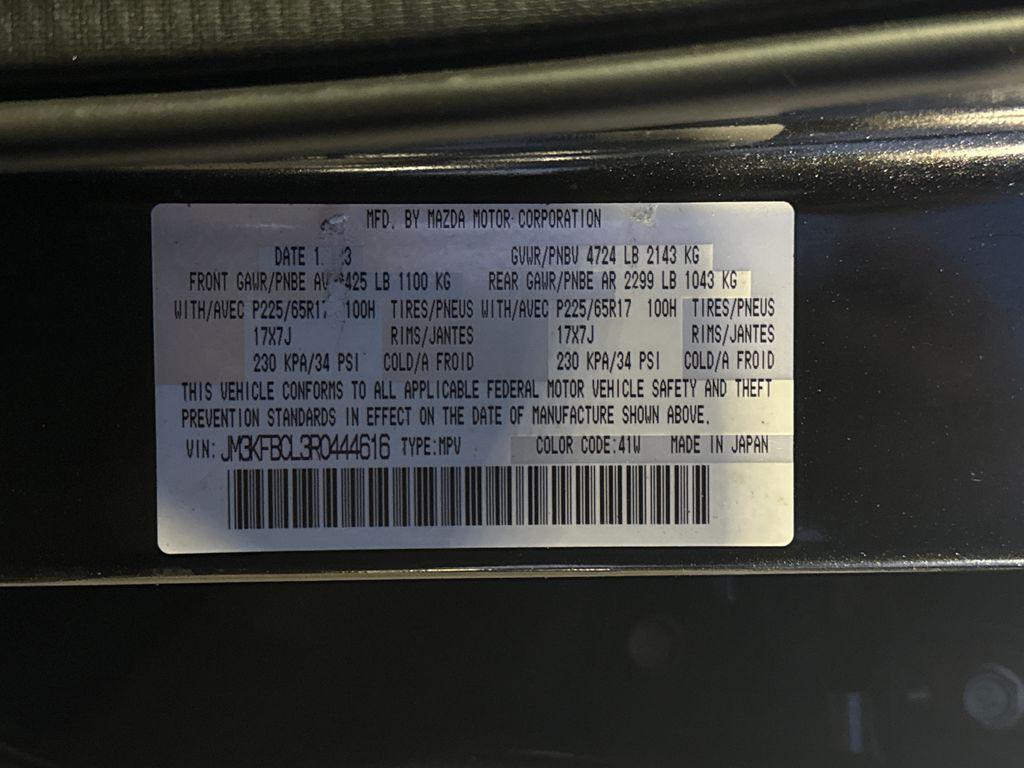 MFD. BY MAZDA MOTOR CORPORATION
DATE GVWR/PNBV 4724 LB 2143 KG
FRONT GAWR/PNBE AV LB 1100 KG REAR GAWR/PNBE AR 2299 LB 1043 KG
WITH/AVEC P225/65R17 100H TIRES/PNEUS WITH/AVEC P225/65R17 100H TIRES/PNEUS
17X7J RIMS/JANTES 17X7J RIMS/JANTES
230 KPA/34 PSI COLD/A FROID 230 KPA/34 PSI COLD/A FROID
THIS VEHICLE CONFORMS TO ALL APPLICABLE FEDERAL MOTOR VEHICLE SAFETY AND THEFT
PREVENTION STANDARDS IN EFFECT ON THE DATE OF MANUFACTURE SHOWN ABOVE.
VIN: JM3KFBCL3R0444616 TYPE:MPV COLOR CODE:41W MADE IN JAPAN